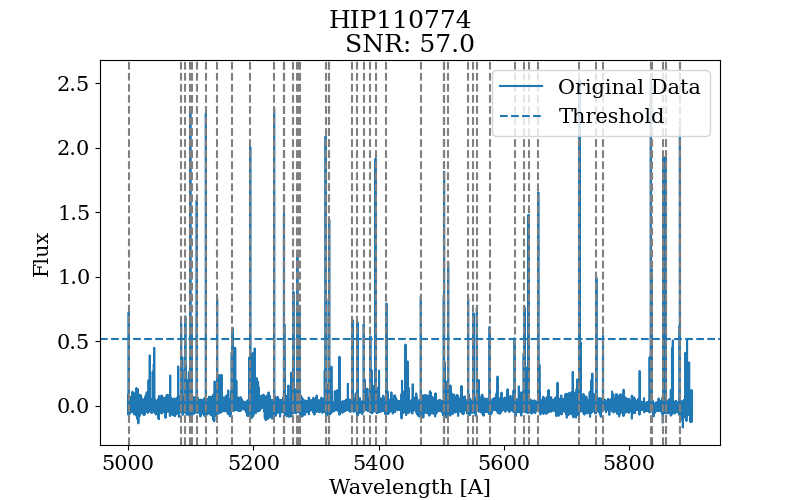 HIP110774
SNR: 57.0
Original Data
Threshold
2.5
2.0
1.5
1.0
0.5
0.0
Flux
5000 5200 5400 5600 5800
Wavelength [A]